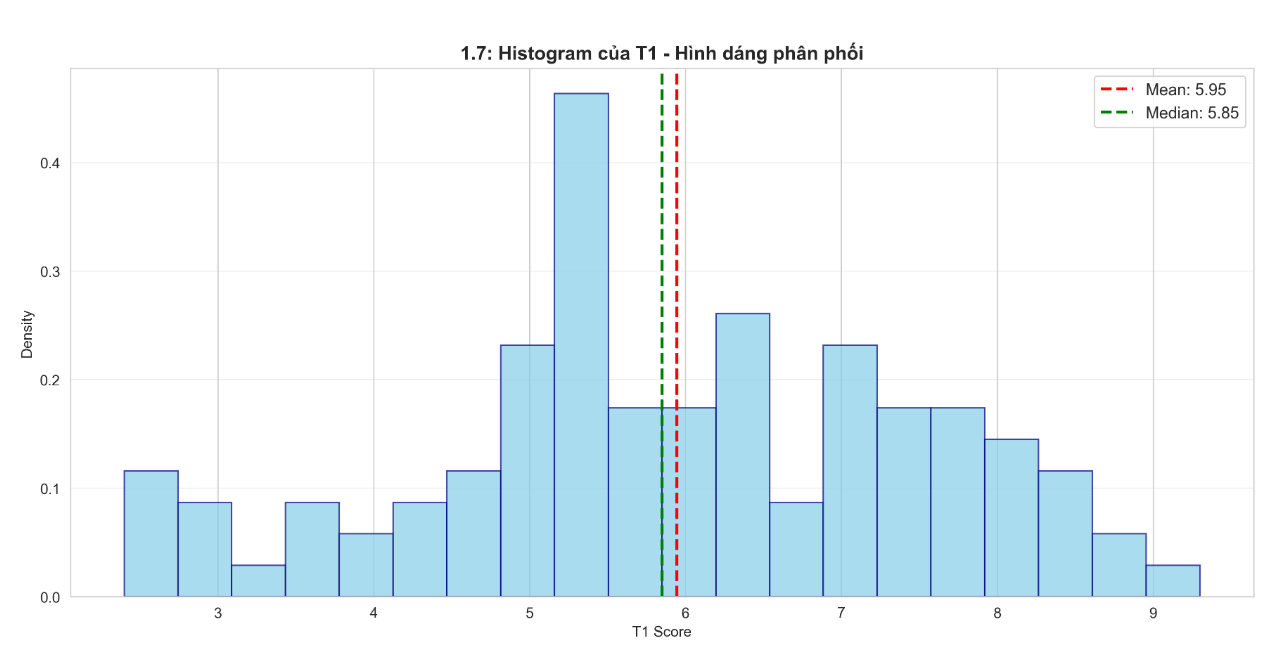 1.7: Histogram của T1 - Hình dáng phân phối
Mean: 5.95
Median: 5.85
Density
0.4
0.3
0.2
0.1
0.0
3 4 5 6 7 8 9
T1 Score